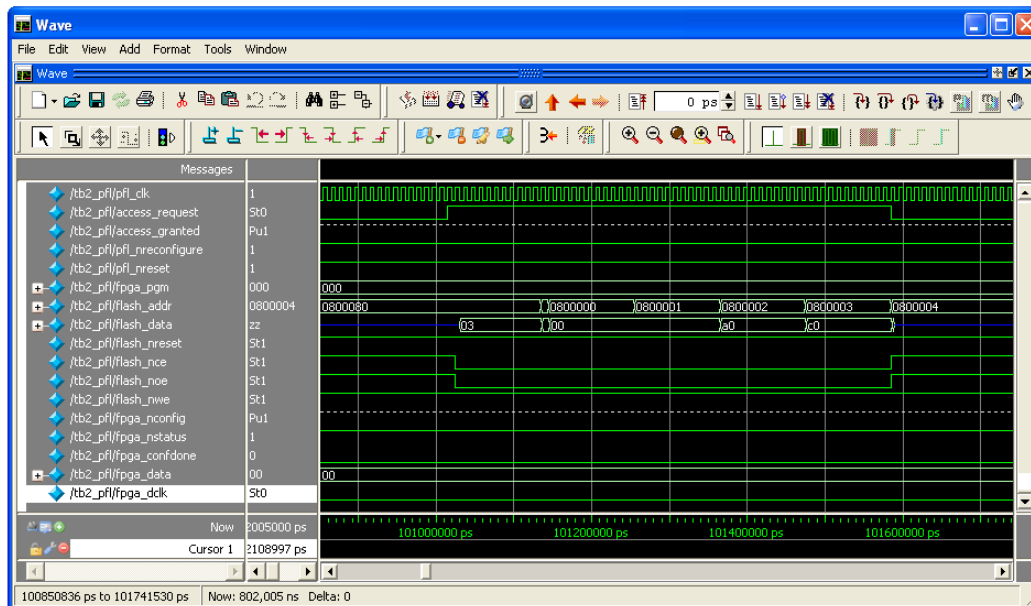 Wave
File Edit View Add Format Tools Window
Wave
0 ps
Messages
/tb2_pfl/pfl_clk 1
/tb2_pfl/access_request St0
/tb2_pfl/access_granted Pu1
/tb2_pfl/pfl_nreconfigure 1
/tb2_pfl/pfl_nreset 1
/tb2_pfl/fpga_pgm 000 000
/tb2_pfl/flash_addr 0800004 0800080 0800000 0800001 0800002 0800003 0800004
/tb2_pfl/flash_data zz 03 00 a0 c0
/tb2_pfl/flash_nreset St1
/tb2_pfl/flash_nce St1
/tb2_pfl/flash_noe St1
/tb2_pfl/flash_nwe St1
/tb2_pfl/fpga_nconfig Pu1
/tb2_pfl/fpga_nstatus 1
/tb2_pfl/fpga_confdone 0
/tb2_pfl/fpga_data 00 00
/tb2_pfl/fpga_dclk St0
Now 2005000 ps 101000000 ps 101200000 ps 101400000 ps 101600000 ps
Cursor 1 2108997 ps
100850836 ps to 101741530 ps Now: 802,005 ns Delta: 0